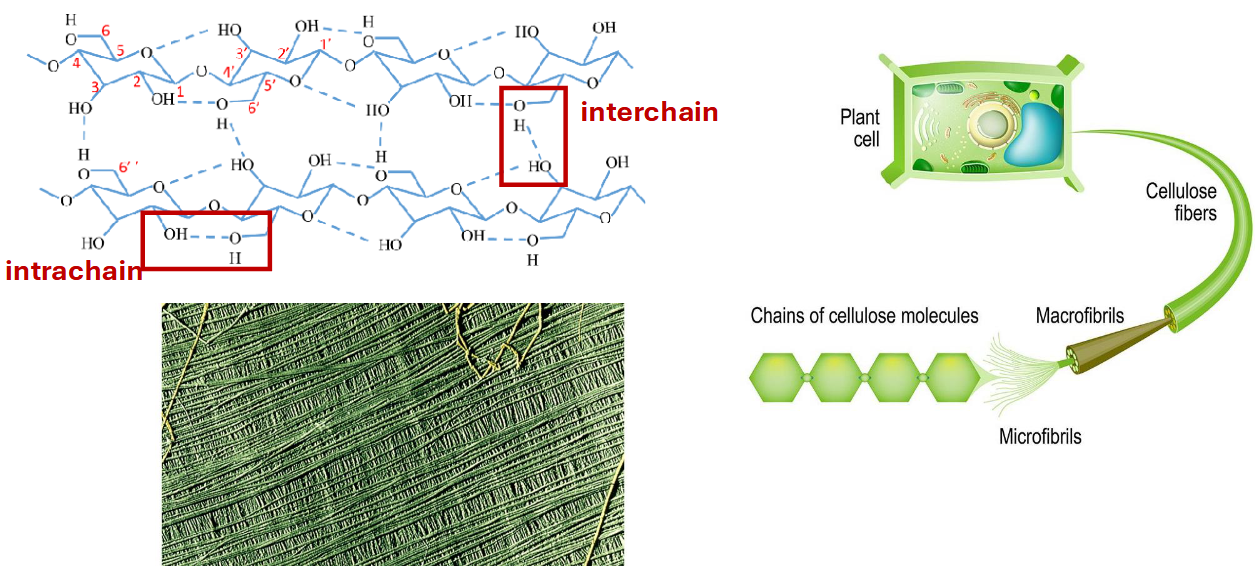 H
O
6
5
O
4
O
3
2
1
HO
OH
O
HO
OH
3'
2'
1'
4'
5'
O
6'
O
H
H
O
O
O
HO
OH
O
HO
OH
O
O
H
interchain
H
O
6''
O
O
HO
OH
O
HO
OH
O
O
H
H
O
O
O
HO
OH
O
HO
OH
O
O
H
intrachain
Plant
cell
Cellulose
fibers
Chains of cellulose molecules
Macrofibrils
Microfibrils